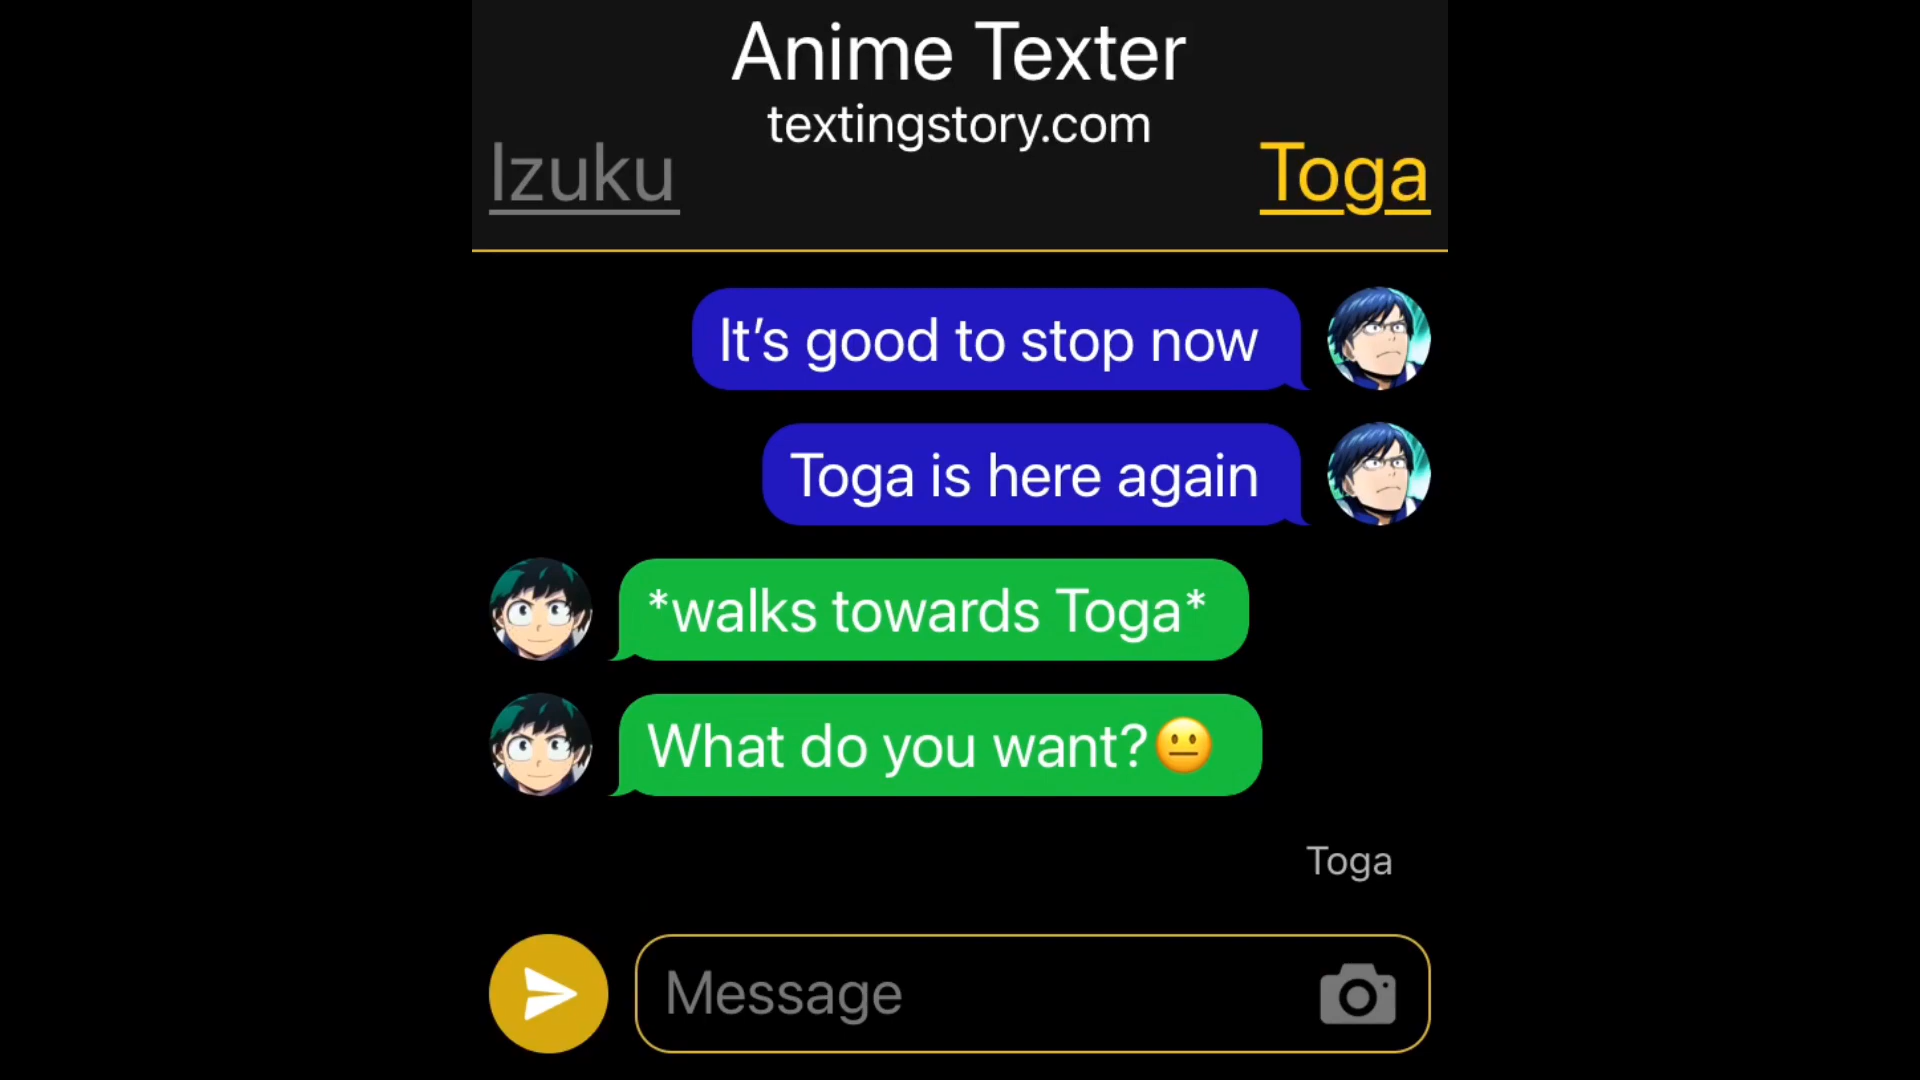 Anime Texter
textingstory.com
Izuku
Toga
It’s good to stop now
Toga is here again
*walks towards Toga*
What do you want?😐
Toga
Message